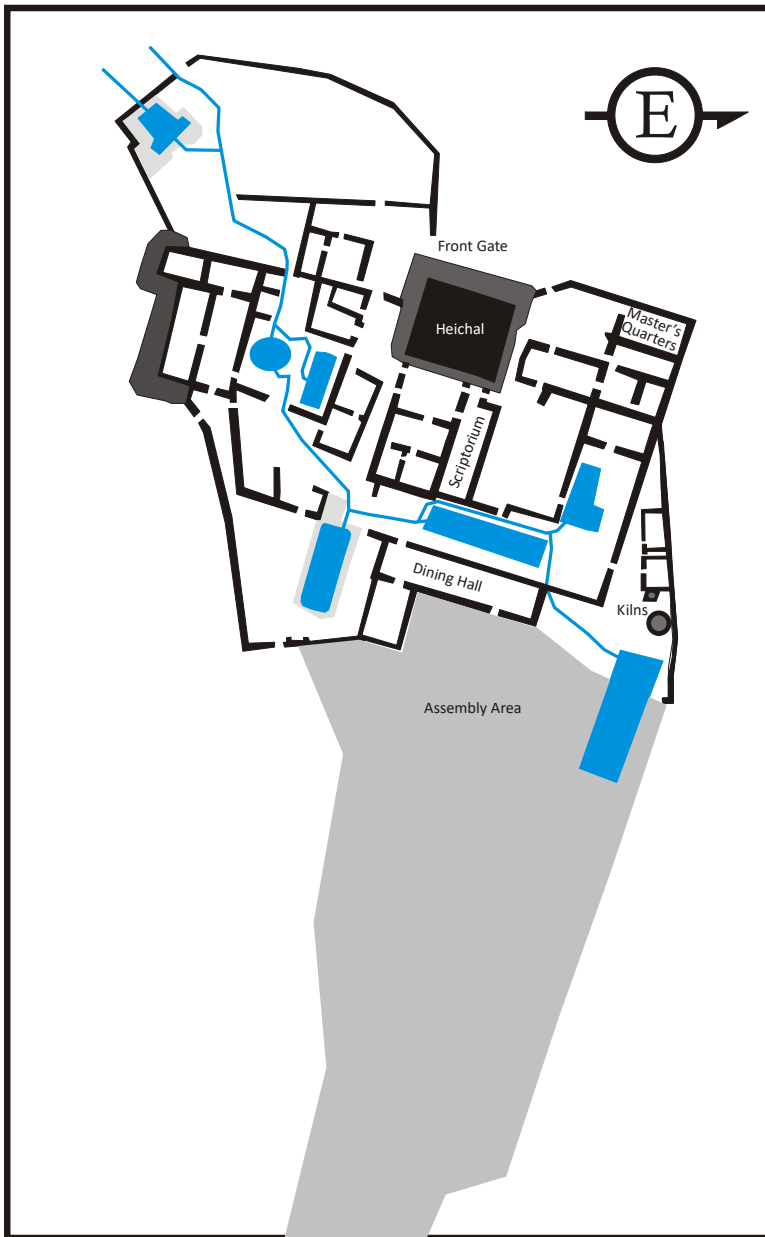 E
Front Gate
Heichal
Master's
Quarters
Scriptorium
Dining Hall
Kilns
Assembly Area